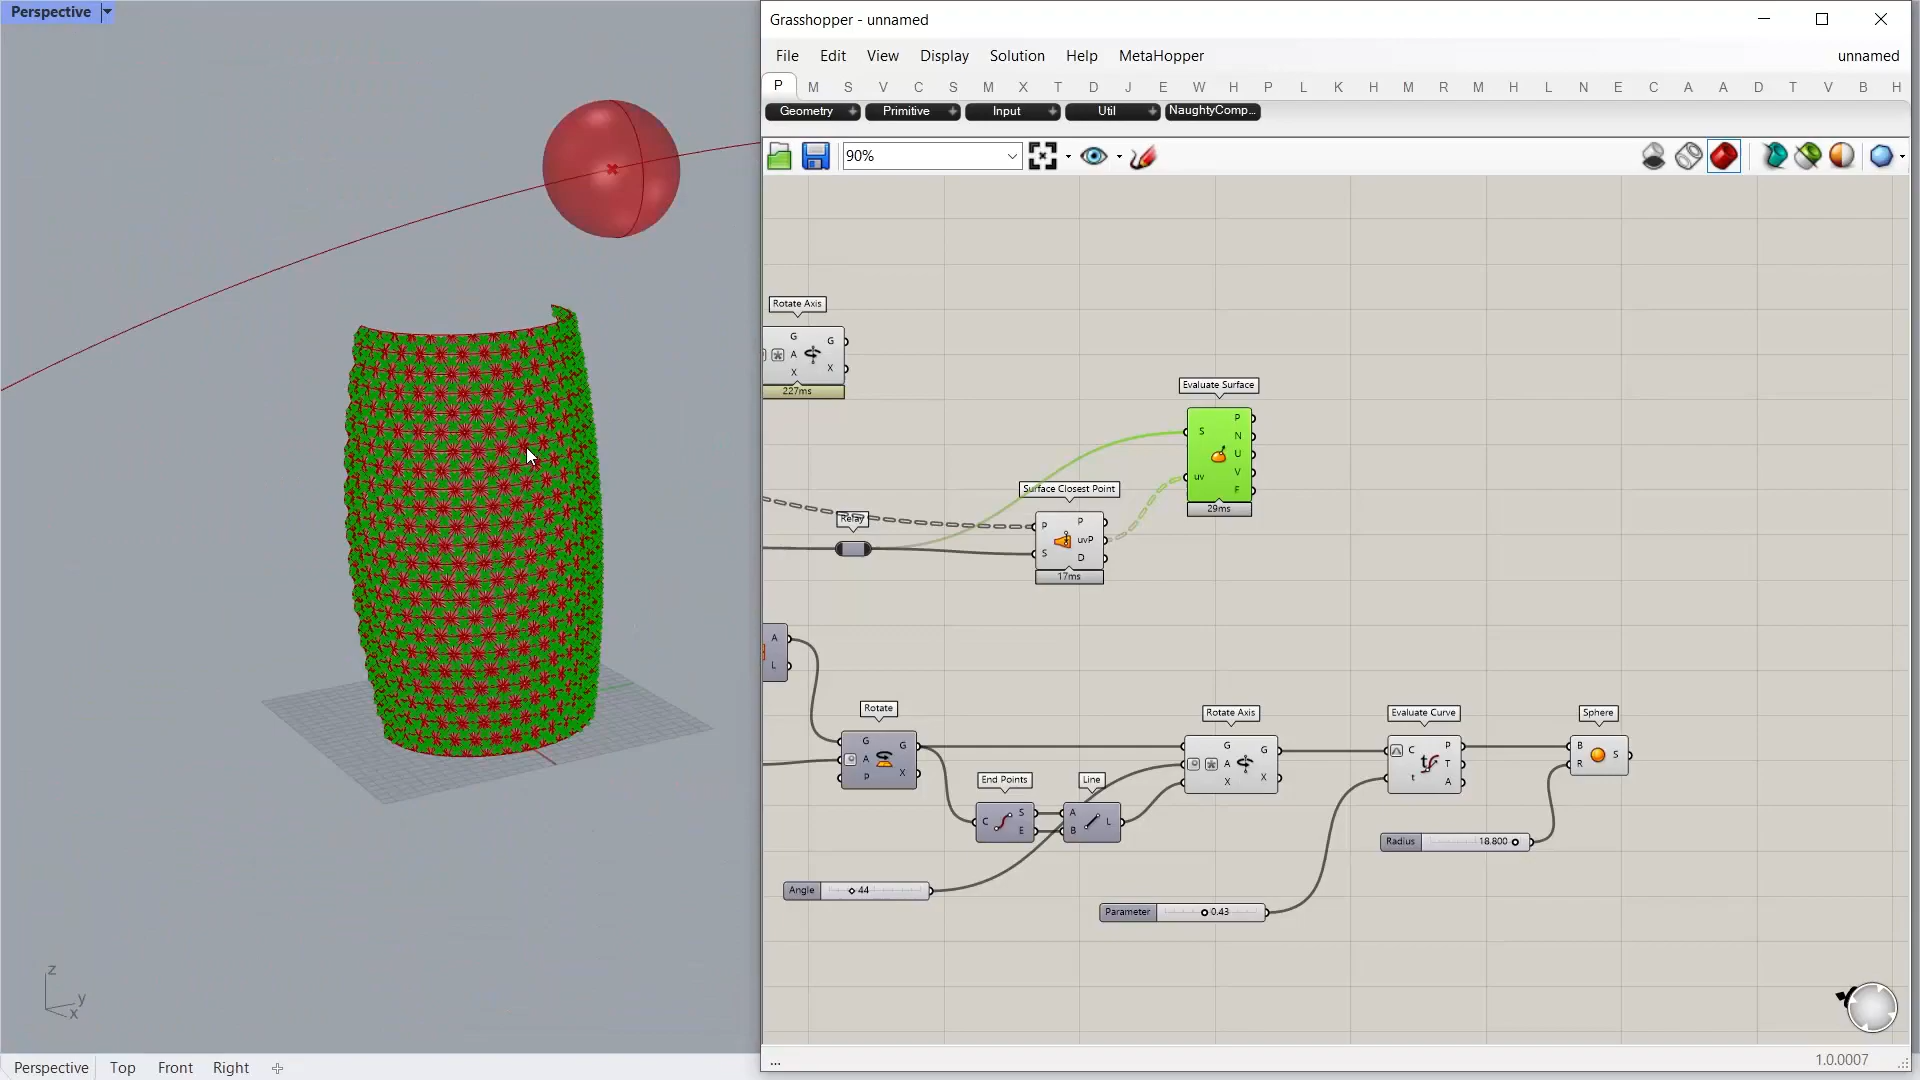 Perspective
Grasshopper - unnamed
File Edit View Display Solution Help MetaHopper unnamed
P M S V C S M X T D J E W H P L K H M R M H L N E C A A D T V B H
Geometry Primitive Input Util NaughtyComp...
90%
Rotate Axis
G A X G X
227ms
Evaluate Surface
S uv P N U V F
29ms
Surface Closest Point
P S P uvP D
17ms
Relay
A L
Rotate
G A P G X
End Points
C S E
Line
A B L
Rotate Axis
G A X G X
Evaluate Curve
C t P T A
Sphere
B R S
Radius 18.800
Angle 44
Parameter 0.43
z
y
x
Perspective Top Front Right
...
1.0.0007